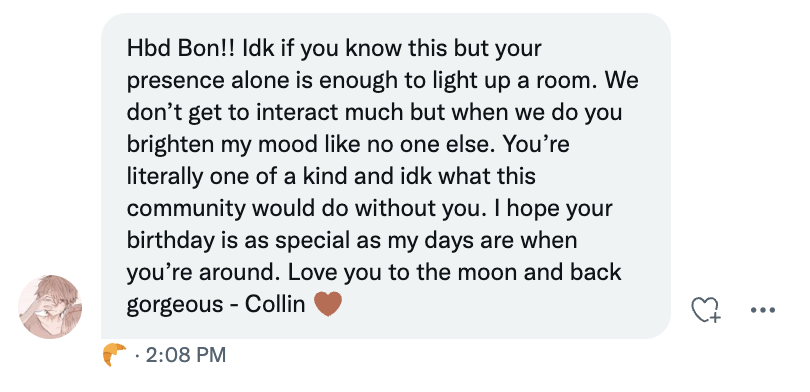 Hbd Bon!! Idk if you know this but your
presence alone is enough to light up a room. We
don't get to interact much but when we do you
brighten my mood like no one else. You're
literally one of a kind and idk what this
community would do without you. I hope your
birthday is as special as my days are when
you're around. Love you to the moon and back
gorgeous - Collin 🤎
🥐 · 2:08 PM